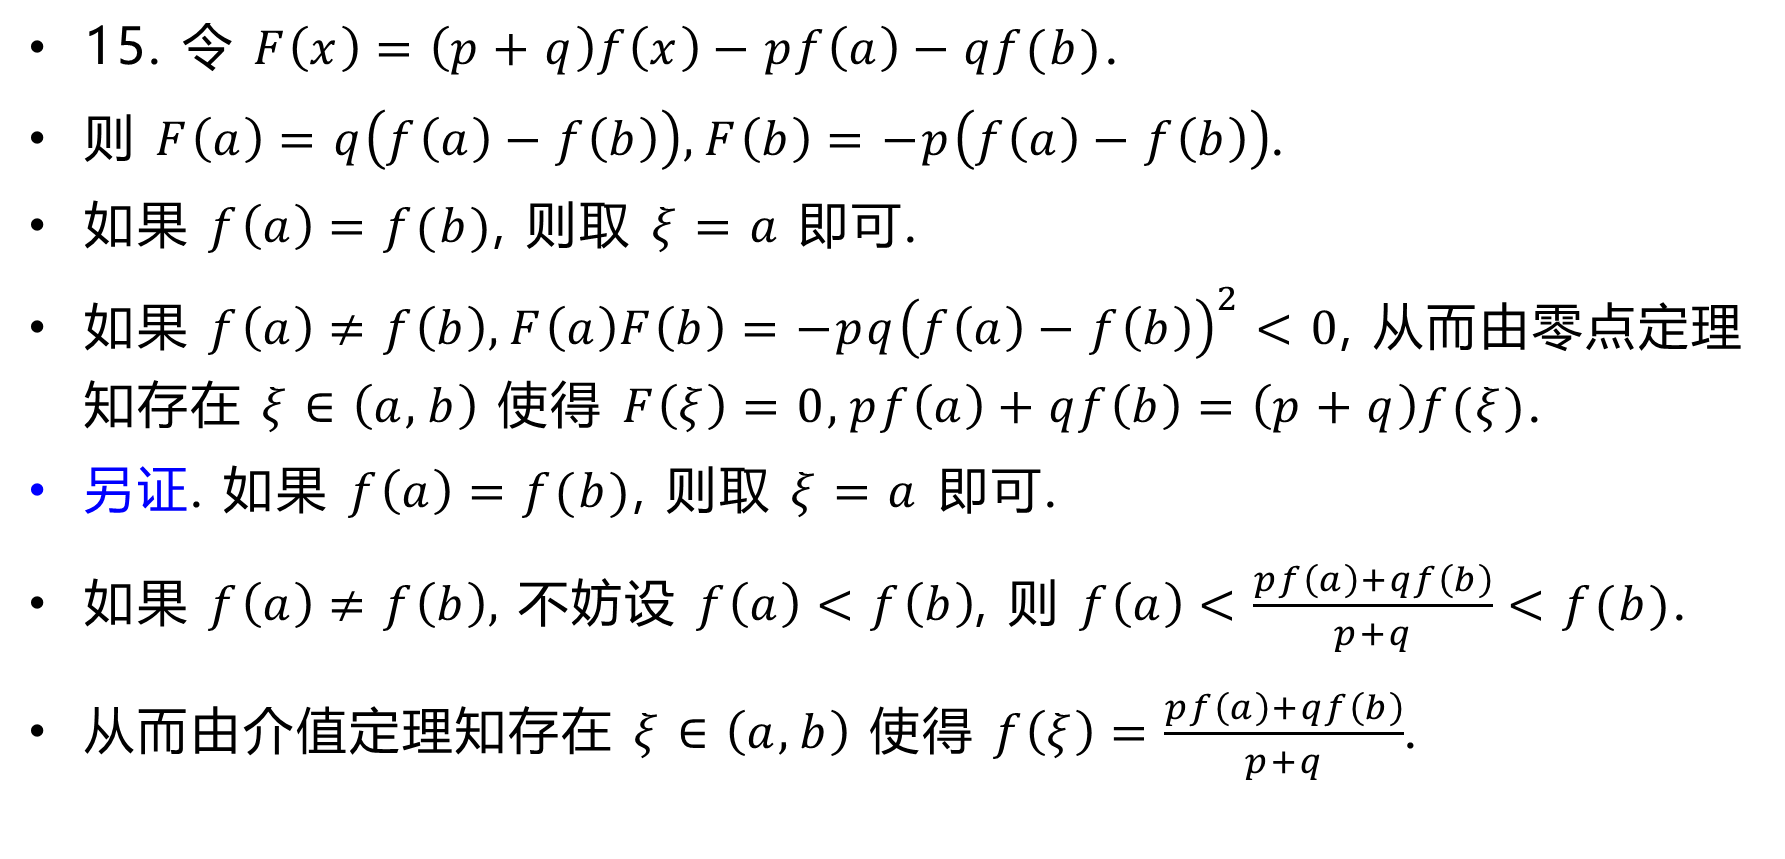 • 15. 令 F(x) = (p + q)f(x) − pf(a) − qf(b).
• 则 F(a) = q(f(a) − f(b)), F(b) = −p(f(a) − f(b)).
• 如果 f(a) = f(b), 则取 ξ = a 即可.
• 如果 f(a) ≠ f(b), F(a)F(b) = −pq(f(a) − f(b))² < 0, 从而由零点定理
知存在 ξ ∈ (a, b) 使得 F(ξ) = 0, pf(a) + qf(b) = (p + q)f(ξ).
• 另证. 如果 f(a) = f(b), 则取 ξ = a 即可.
• 如果 f(a) ≠ f(b), 不妨设 f(a) < f(b), 则 f(a) < (pf(a)+qf(b))/(p+q) < f(b).
• 从而由介值定理知存在 ξ ∈ (a, b) 使得 f(ξ) = (pf(a)+qf(b))/(p+q).